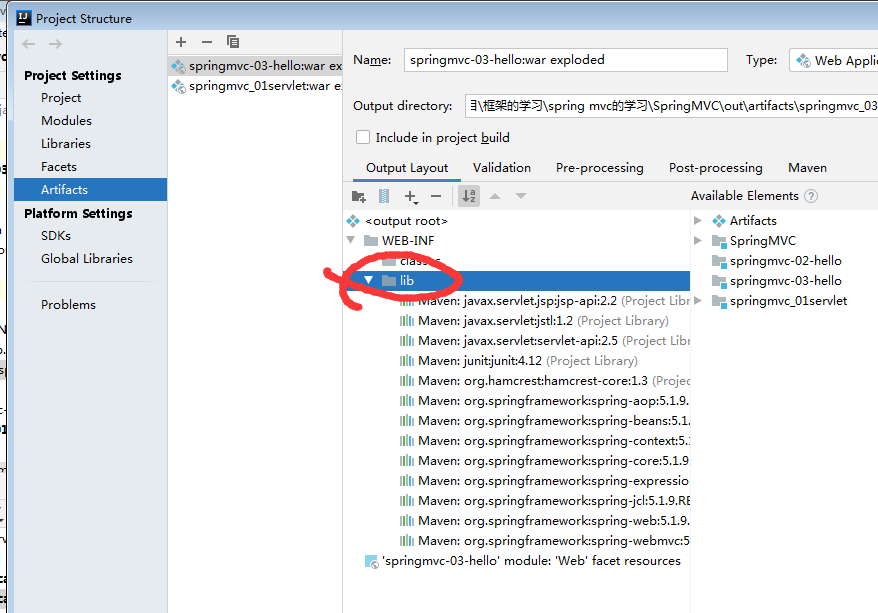 Project Structure
Project Settings
Project
Modules
Libraries
Facets
Artifacts
Platform Settings
SDKs
Global Libraries
Problems
springmvc-03-hello:war ex
springmvc_01servlet:war e
Name: springmvc-03-hello:war exploded Type: Web Applic
Output directory: 框架的学习\spring mvc的学习\SpringMVC\out\artifacts\springmvc_03
Include in project build
Output Layout Validation Pre-processing Post-processing Maven
Available Elements ?
<output root>
WEB-INF
classes
lib
Maven: javax.servlet.jsp:jsp-api:2.2 (Project Libr
Maven: javax.servlet:jstl:1.2 (Project Library)
Maven: javax.servlet:servlet-api:2.5 (Project Libr
Maven: junit:junit:4.12 (Project Library)
Maven: org.hamcrest:hamcrest-core:1.3 (Projec
Maven: org.springframework:spring-aop:5.1.9.
Maven: org.springframework:spring-beans:5.1.
Maven: org.springframework:spring-context:5.
Maven: org.springframework:spring-core:5.1.9
Maven: org.springframework:spring-expressio
Maven: org.springframework:spring-jcl:5.1.9.RE
Maven: org.springframework:spring-web:5.1.9.
Maven: org.springframework:spring-webmvc:5
'springmvc-03-hello' module: 'Web' facet resources
Artifacts
SpringMVC
springmvc-02-hello
springmvc-03-hello
springmvc_01servlet